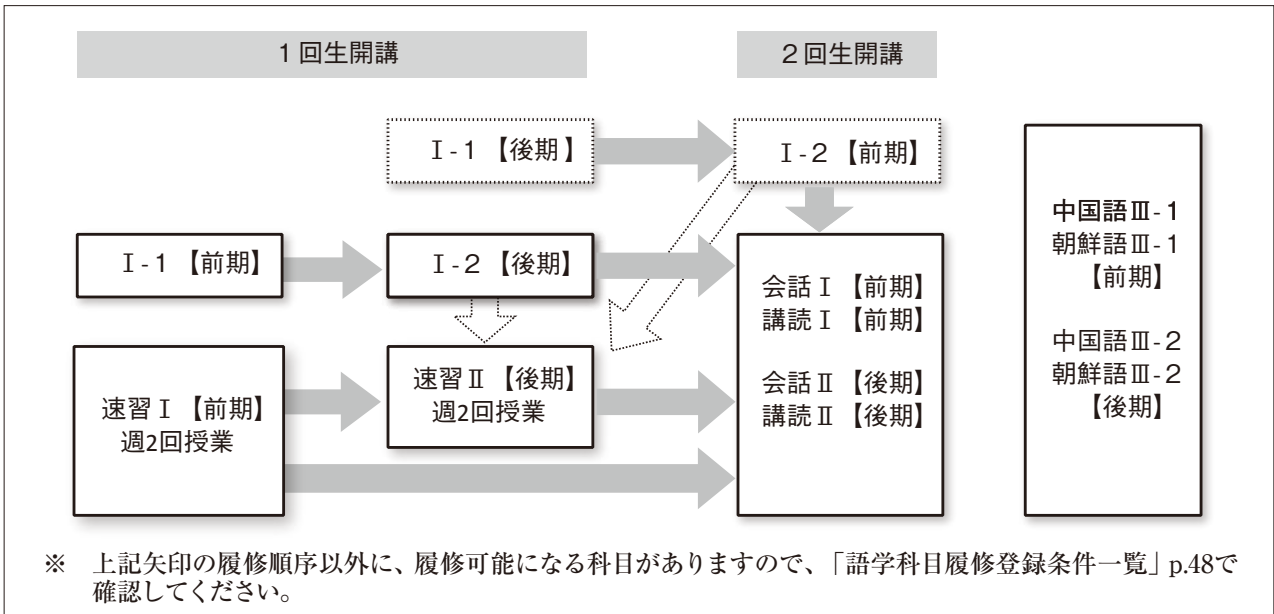 1回生開講
2回生開講
Ⅰ-1【後期】
Ⅰ-2【前期】
Ⅰ-1【前期】
Ⅰ-2【後期】
速習Ⅰ【前期】
週2回授業
速習Ⅱ【後期】
週2回授業
会話Ⅰ【前期】
講読Ⅰ【前期】
会話Ⅱ【後期】
講読Ⅱ【後期】
中国語Ⅲ-1
朝鮮語Ⅲ-1
【前期】
中国語Ⅲ-2
朝鮮語Ⅲ-2
【後期】
※ 上記矢印の履修順序以外に、履修可能になる科目がありますので、「語学科目履修登録条件一覧」p.48で
確認してください。